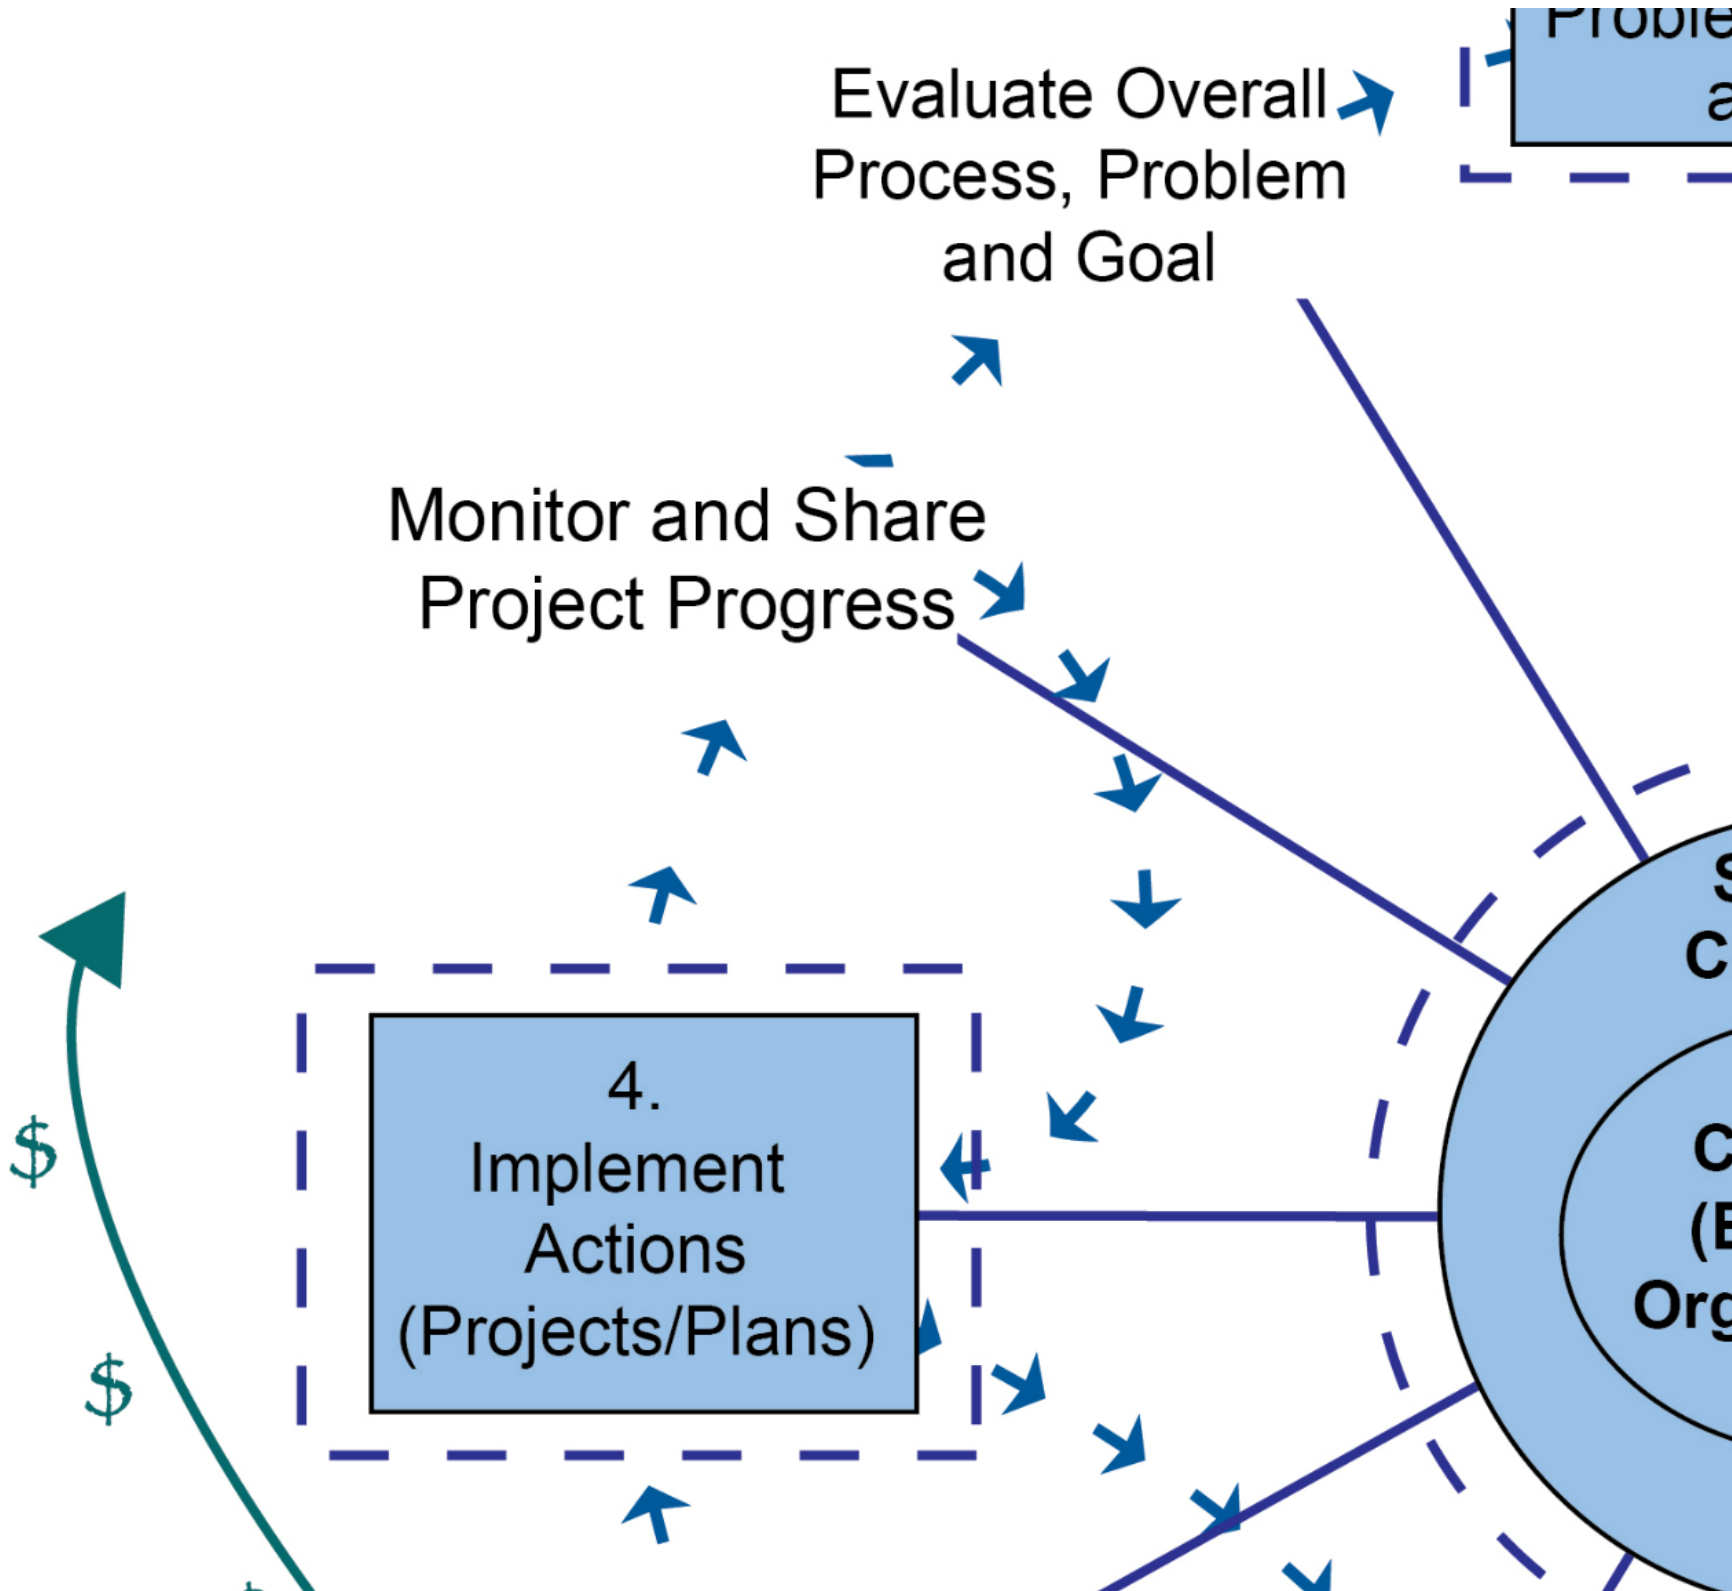 Evaluate Overall
Process, Problem
and Goal
Monitor and Share
Project Progress
4.
Implement
Actions
(Projects/Plans)
$
$